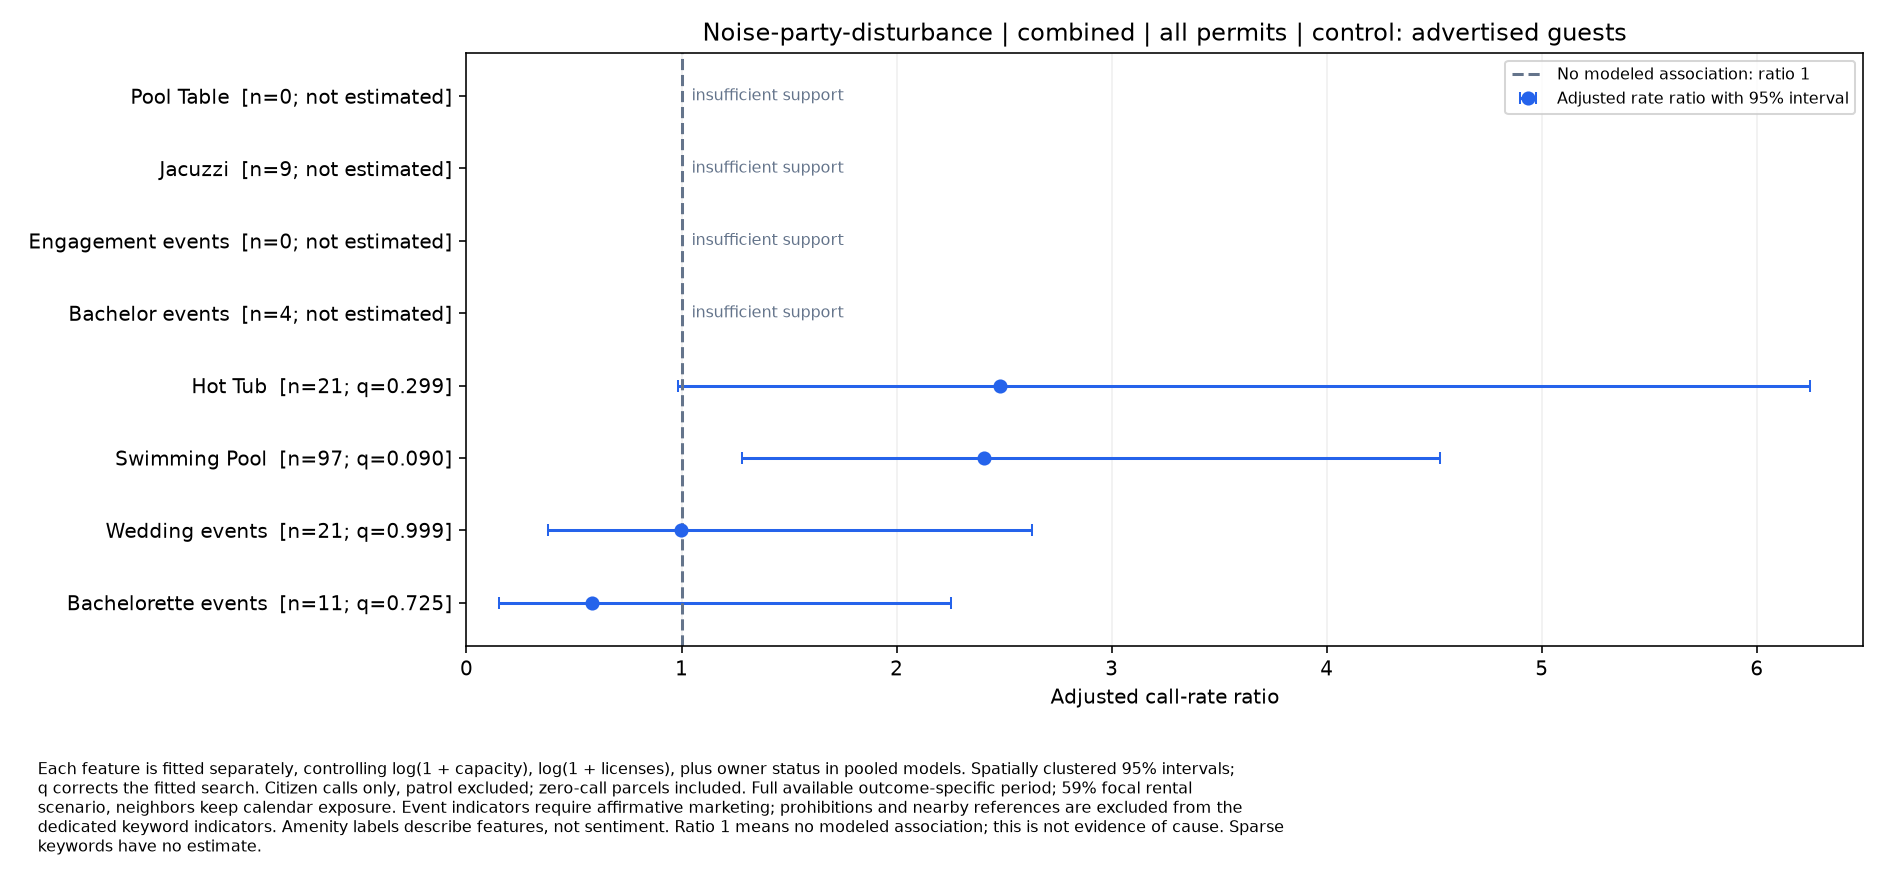 Noise-party-disturbance | combined | all permits | control: advertised guests
No modeled association: ratio 1
Adjusted rate ratio with 95% interval
Pool Table [n=0; not estimated]
insufficient support
Jacuzzi [n=9; not estimated]
insufficient support
Engagement events [n=0; not estimated]
insufficient support
Bachelor events [n=4; not estimated]
insufficient support
Hot Tub [n=21; q=0.299]
Swimming Pool [n=97; q=0.090]
Wedding events [n=21; q=0.999]
Bachelorette events [n=11; q=0.725]
0 1 2 3 4 5 6
Adjusted call-rate ratio
Each feature is fitted separately, controlling log(1 + capacity), log(1 + licenses), plus owner status in pooled models. Spatially clustered 95% intervals;
q corrects the fitted search. Citizen calls only, patrol excluded; zero-call parcels included. Full available outcome-specific period; 59% focal rental
scenario, neighbors keep calendar exposure. Event indicators require affirmative marketing; prohibitions and nearby references are excluded from the
dedicated keyword indicators. Amenity labels describe features, not sentiment. Ratio 1 means no modeled association; this is not evidence of cause. Sparse
keywords have no estimate.